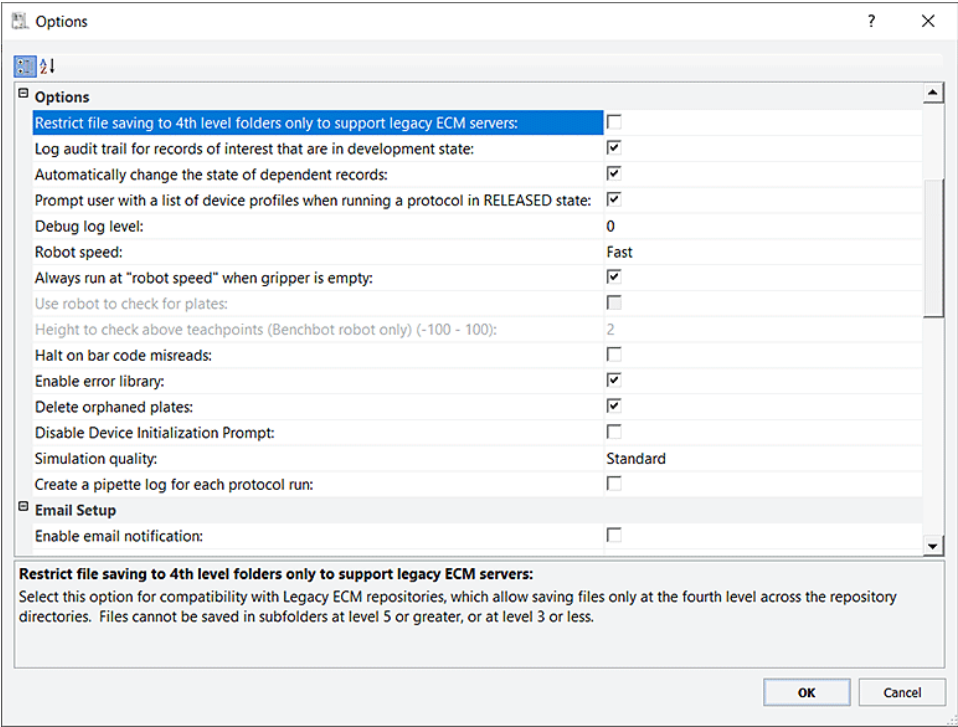 Options
?
Options
Restrict file saving to 4th level folders only to support legacy ECM servers:
Log audit trail for records of interest that are in development state:
Automatically change the state of dependent records:
Prompt user with a list of device profiles when running a protocol in RELEASED state:
Debug log level: 0
Robot speed: Fast
Always run at "robot speed" when gripper is empty:
Use robot to check for plates:
Height to check above teachpoints (Benchbot robot only) (-100 - 100): 2
Halt on bar code misreads:
Enable error library:
Delete orphaned plates:
Disable Device Initialization Prompt:
Simulation quality: Standard
Create a pipette log for each protocol run:
Email Setup
Enable email notification:
Restrict file saving to 4th level folders only to support legacy ECM servers:
Select this option for compatibility with Legacy ECM repositories, which allow saving files only at the fourth level across the repository
directories.  Files cannot be saved in subfolders at level 5 or greater, or at level 3 or less.
OK Cancel